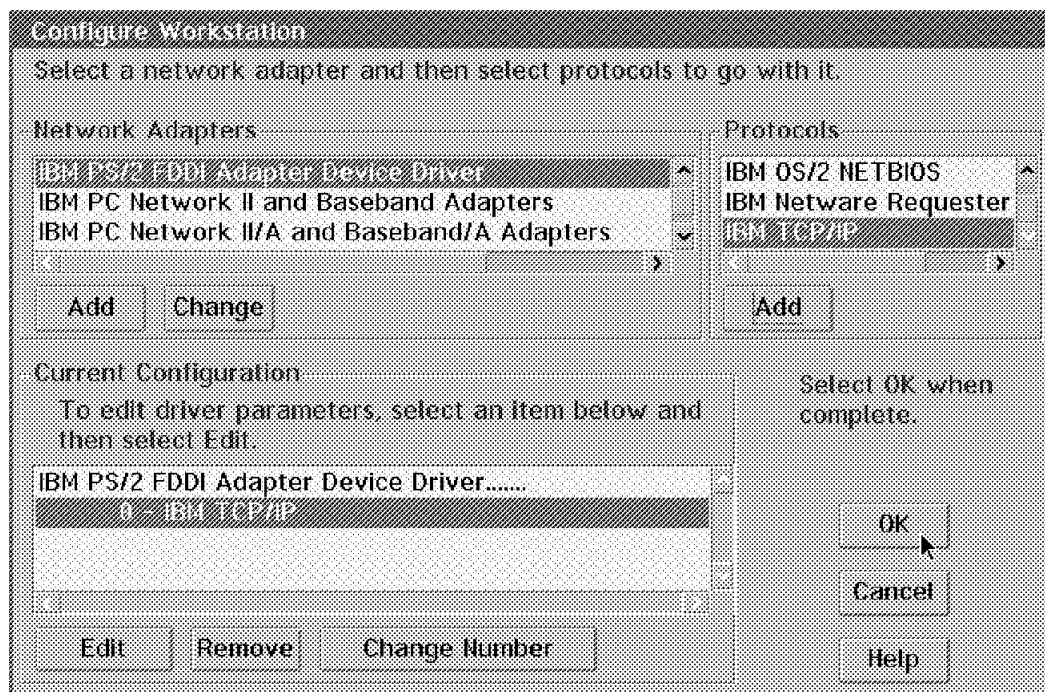 Configure Workstation
Select a network adapter and then select protocols to go with it.
Network Adapters
IBM PS/2 FDDI Adapter Device Driver
IBM PC Network II and Baseband Adapters
IBM PC Network II/A and Baseband/A Adapters
Add
Change
Protocols
IBM OS/2 NETBIOS
IBM Netware Requester
IBM TCP/IP
Add
Current Configuration
To edit driver parameters, select an item below and
then select Edit.
IBM PS/2 FDDI Adapter Device Driver.......
0 - IBM TCP/IP
Edit
Remove
Change Number
Select OK when
complete.
OK
Cancel
Help